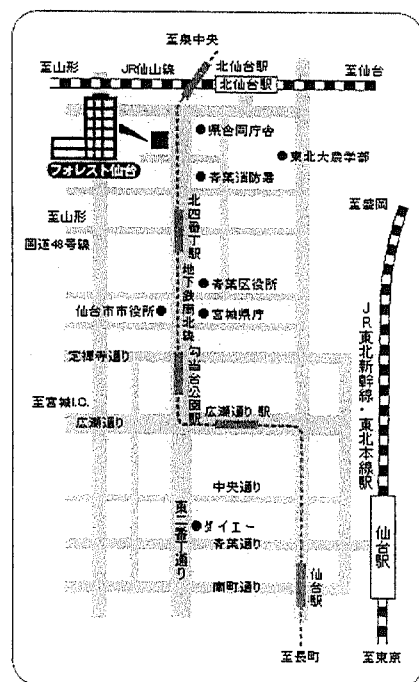 至泉中央
至山形
JR仙山線
北仙台駅
北仙台駅
至仙台
県合同庁舎
東北大農学部
フォレスト仙台
青葉消防署
北四番丁駅
至山形
国道48号線
至盛岡
地下鉄南北線
青葉区役所
仙台市市役所
宮城県庁
JR東北新幹線・東北本線駅
定禅寺通り
勾当台公園駅
至宮城I.C.
広瀬通り
広瀬通り 駅
中央通り
東二番丁通り
ダイエー
青葉通り
仙台駅
南町通り
仙台駅
至長町
至東京